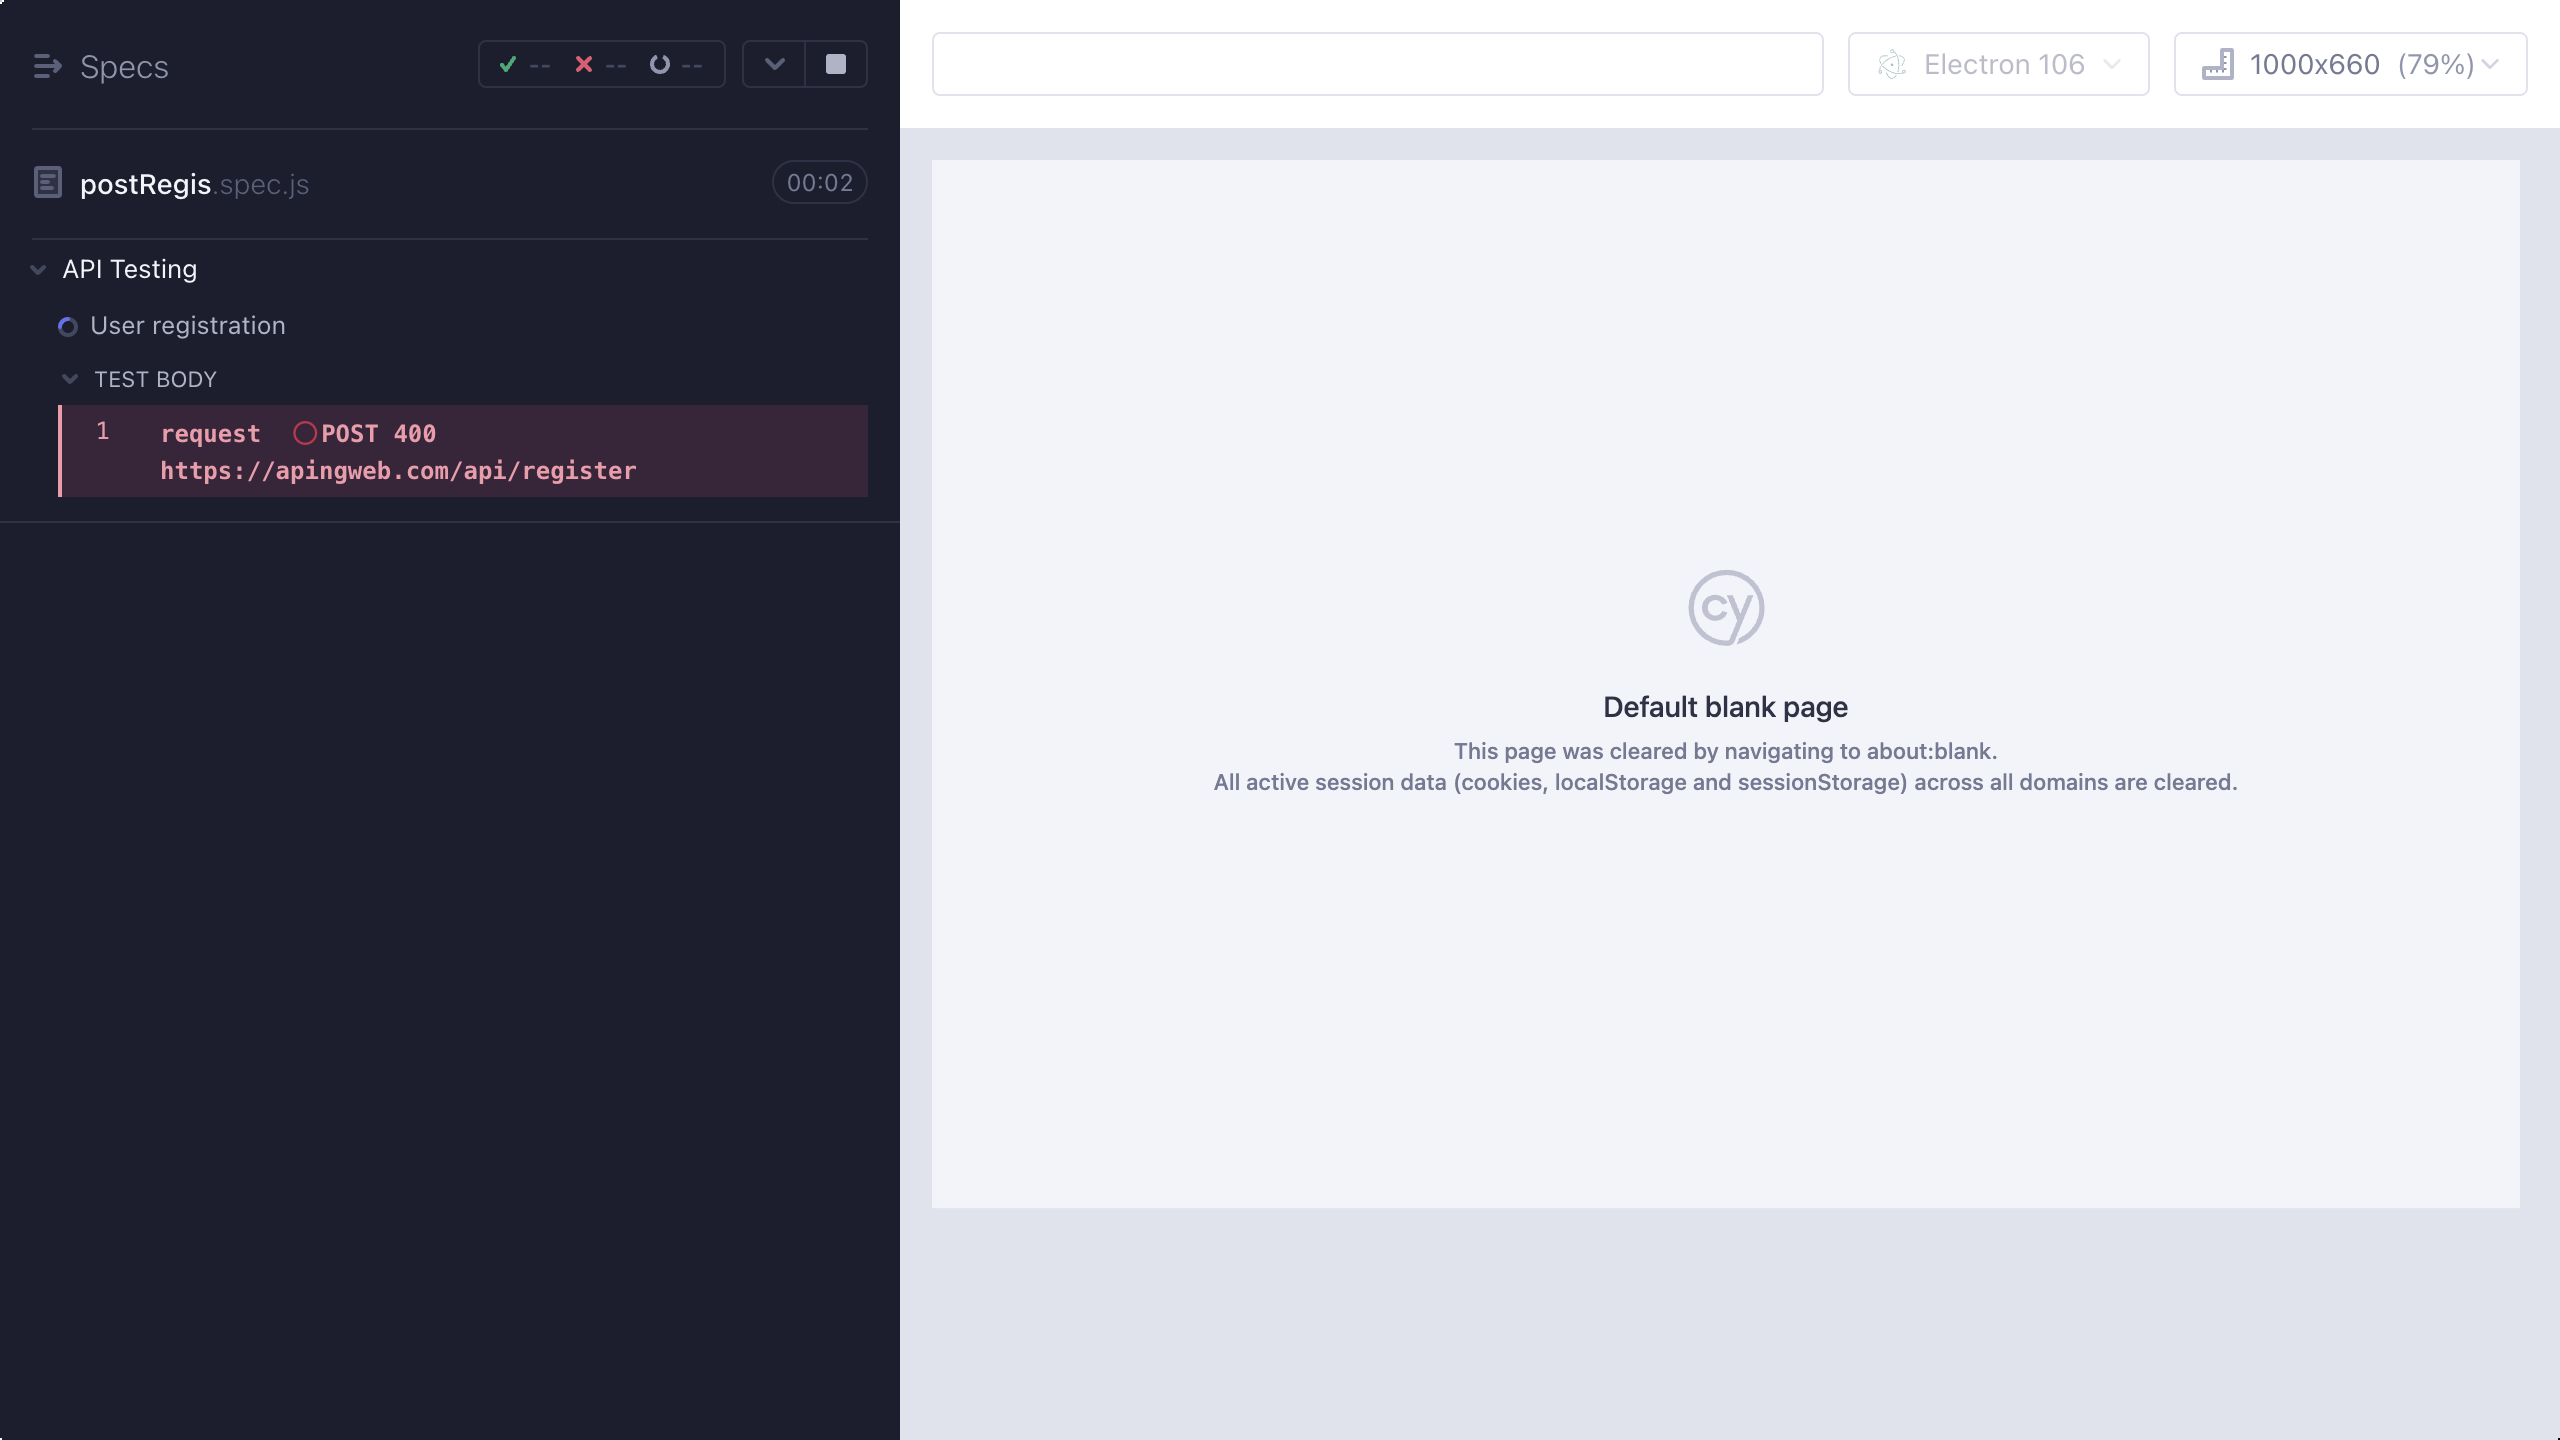 Specs
-- -- --
postRegis.spec.js
00:02
API Testing
User registration
TEST BODY
1 request POST 400
https://apingweb.com/api/register
Electron 106
1000x660 (79%)
cy
Default blank page
This page was cleared by navigating to about:blank.
All active session data (cookies, localStorage and sessionStorage) across all domains are cleared.